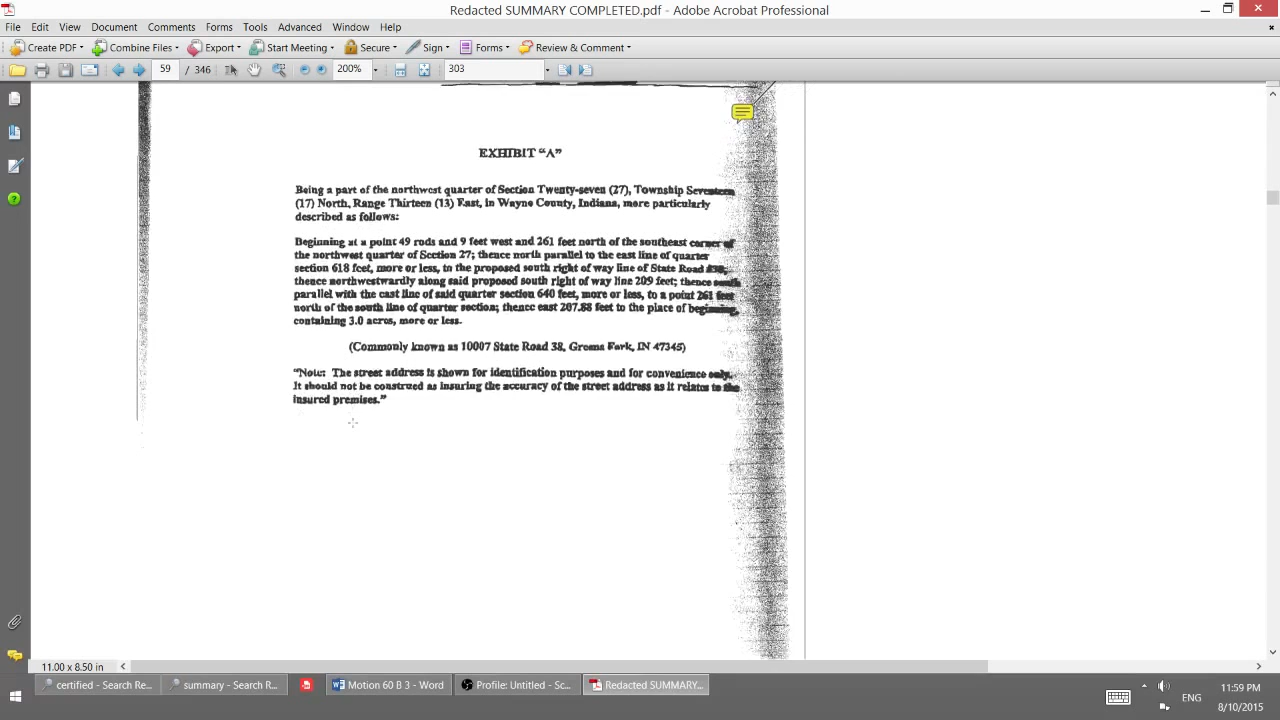 Redacted SUMMARY COMPLETED.pdf - Adobe Acrobat Professional
File Edit View Document Comments Forms Tools Advanced Window Help
Create PDF Combine Files Export Start Meeting Secure Sign Forms Review & Comment
59 / 346 200% 303
EXHIBIT “A”
Being a part of the northwest quarter of Section Twenty-seven (27), Township Seventeen
(17) North, Range Thirteen (13) East, in Wayne County, Indiana, more particularly
described as follows:
Beginning at a point 49 rods and 9 feet west and 261 feet north of the southeast corner of
the northwest quarter of Section 27; thence north parallel to the east line of quarter
section 618 feet, more or less, to the proposed south right of way line of State Road
thence northwestwardly along said proposed south right of way line 209 feet; thence south
parallel with the east line of said quarter section 640 feet, more or less, to a point 261 feet
north of the south line of quarter section; thence east 207.88 feet to the place of beginning,
containing 3.0 acres, more or less.
(Commonly known as 10007 State Road 38, Fork, IN 47345)
“Note: The street address is shown for identification purposes and for convenience only.
It should not be construed as insuring the accuracy of the street address as it relates to the
insured premises.”
11.00 x 8.50 in
certified - Search Re... summary - Search R... Motion 60 B 3 - Word Profile: Untitled - Sc... Redacted SUMMARY... ENG 11:59 PM
8/10/2015